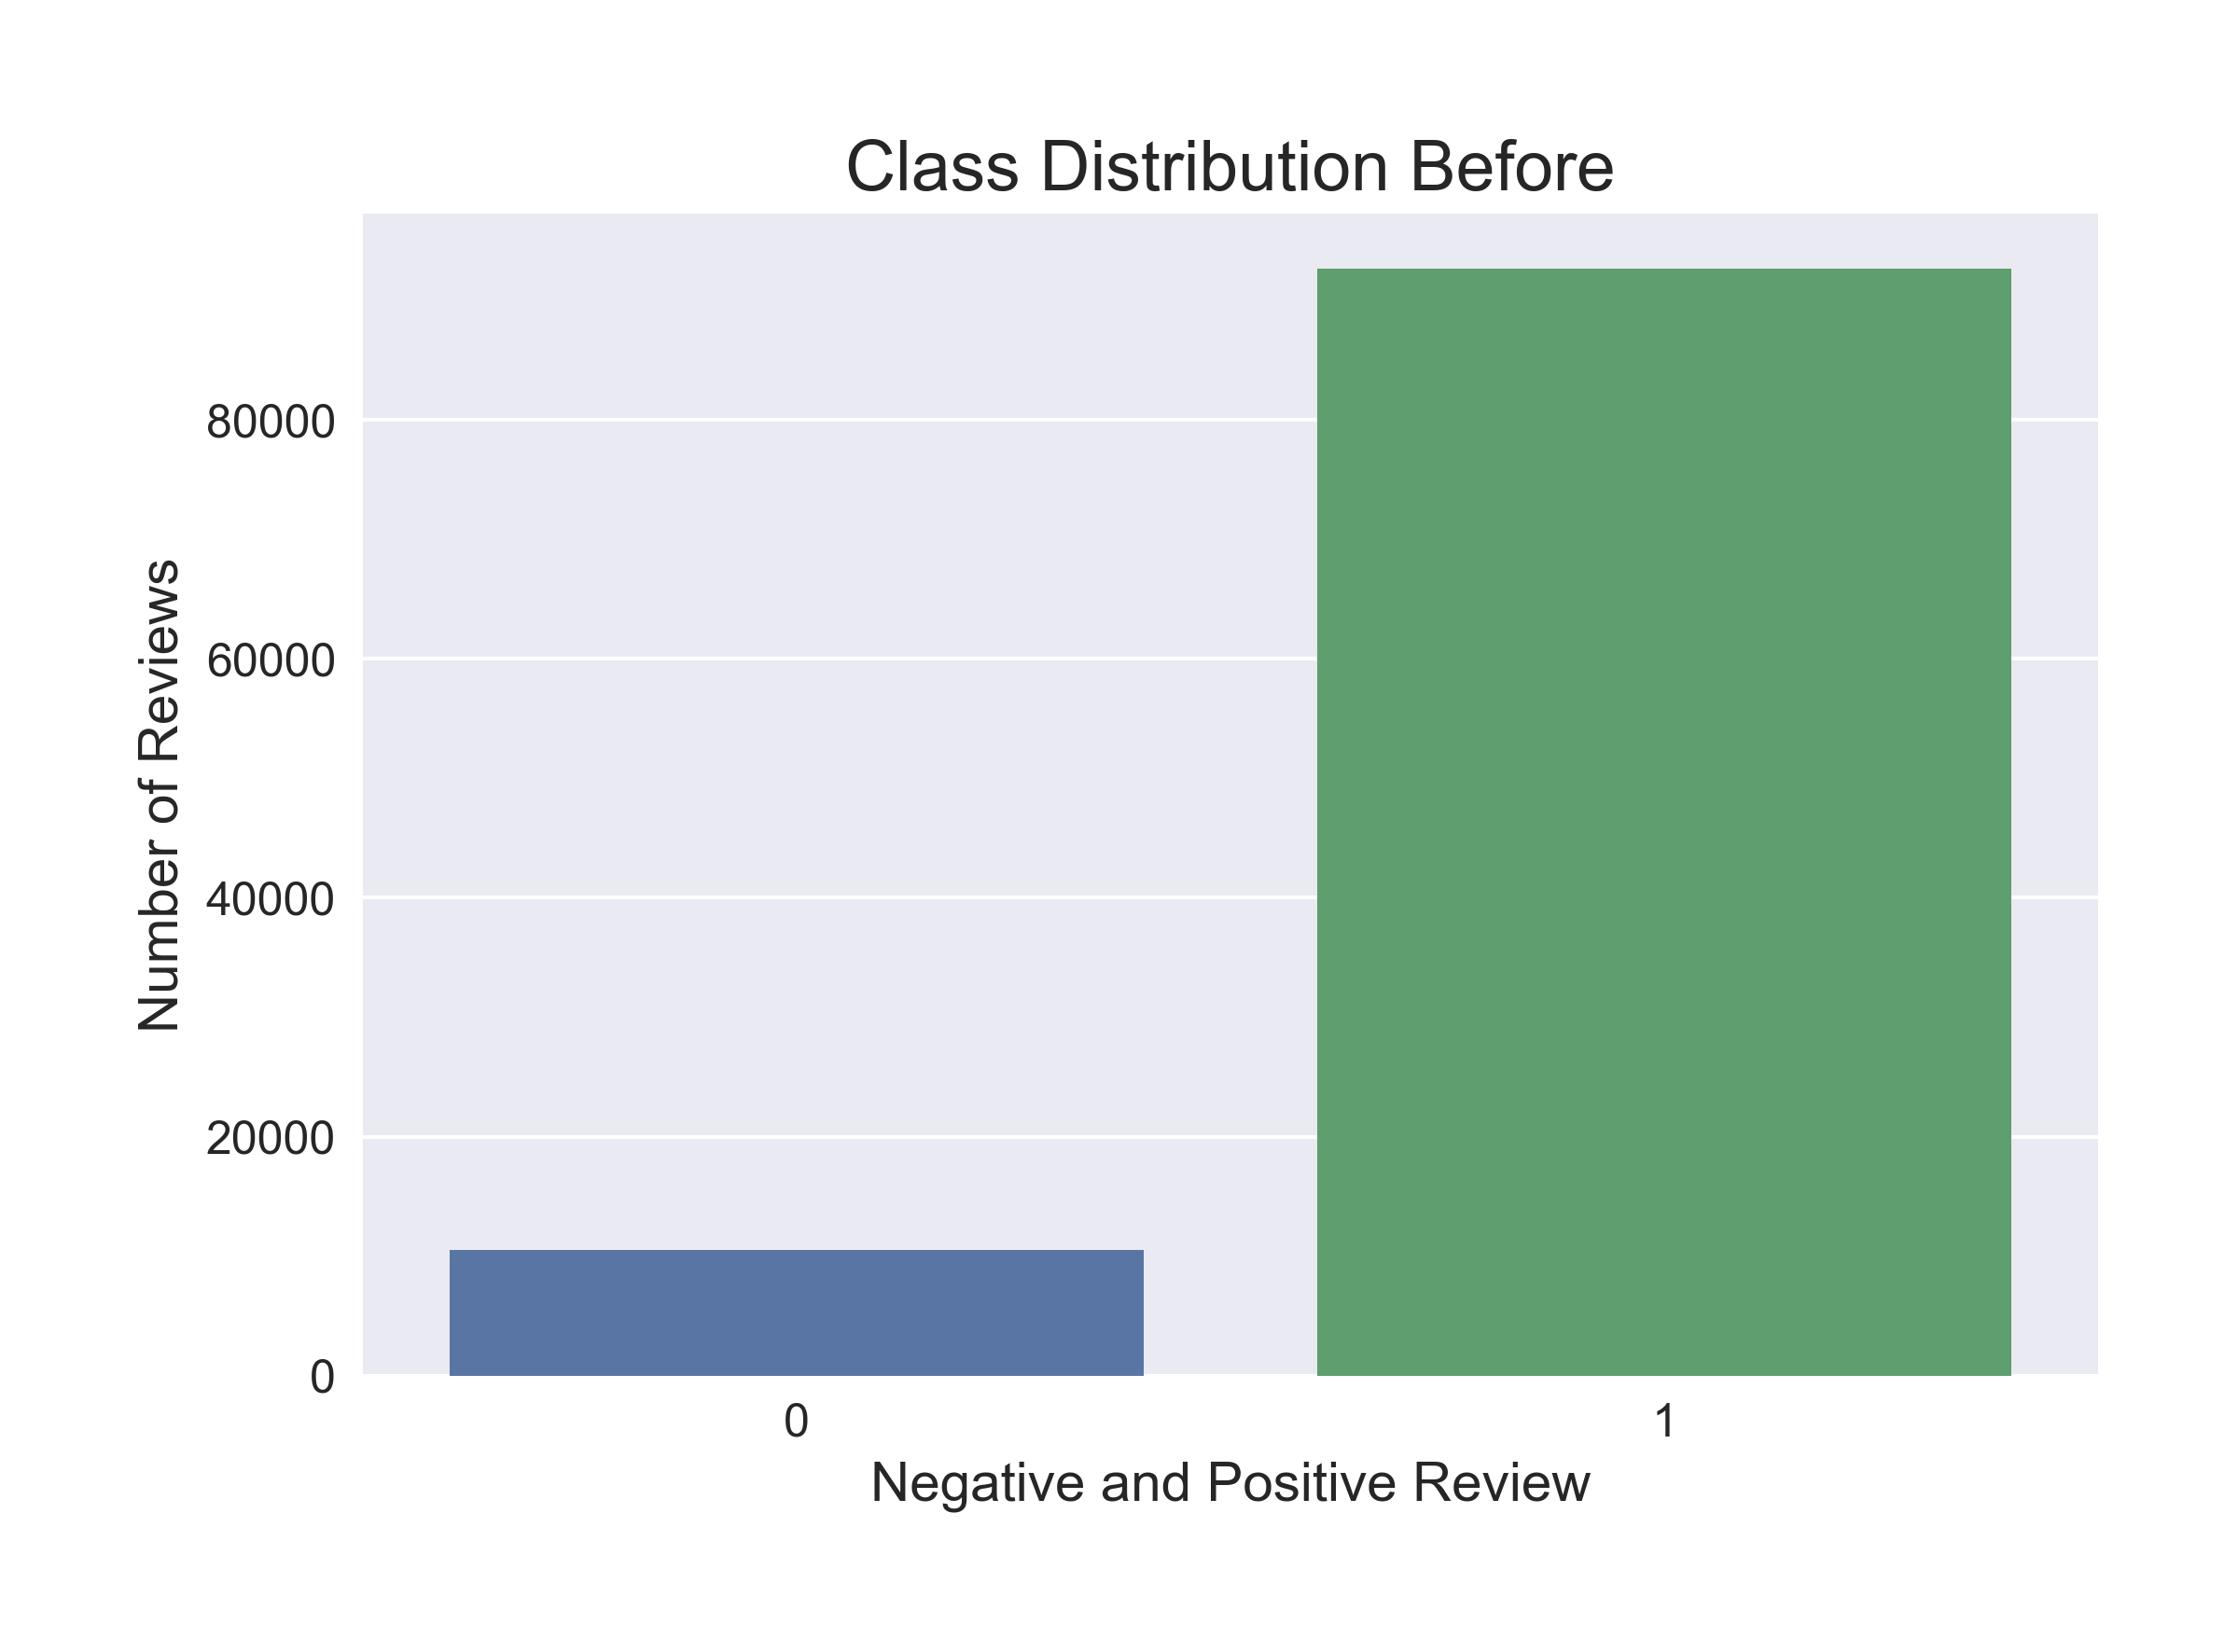 Class Distribution Before
Number of Reviews
80000
60000
40000
20000
0
0 1
Negative and Positive Review